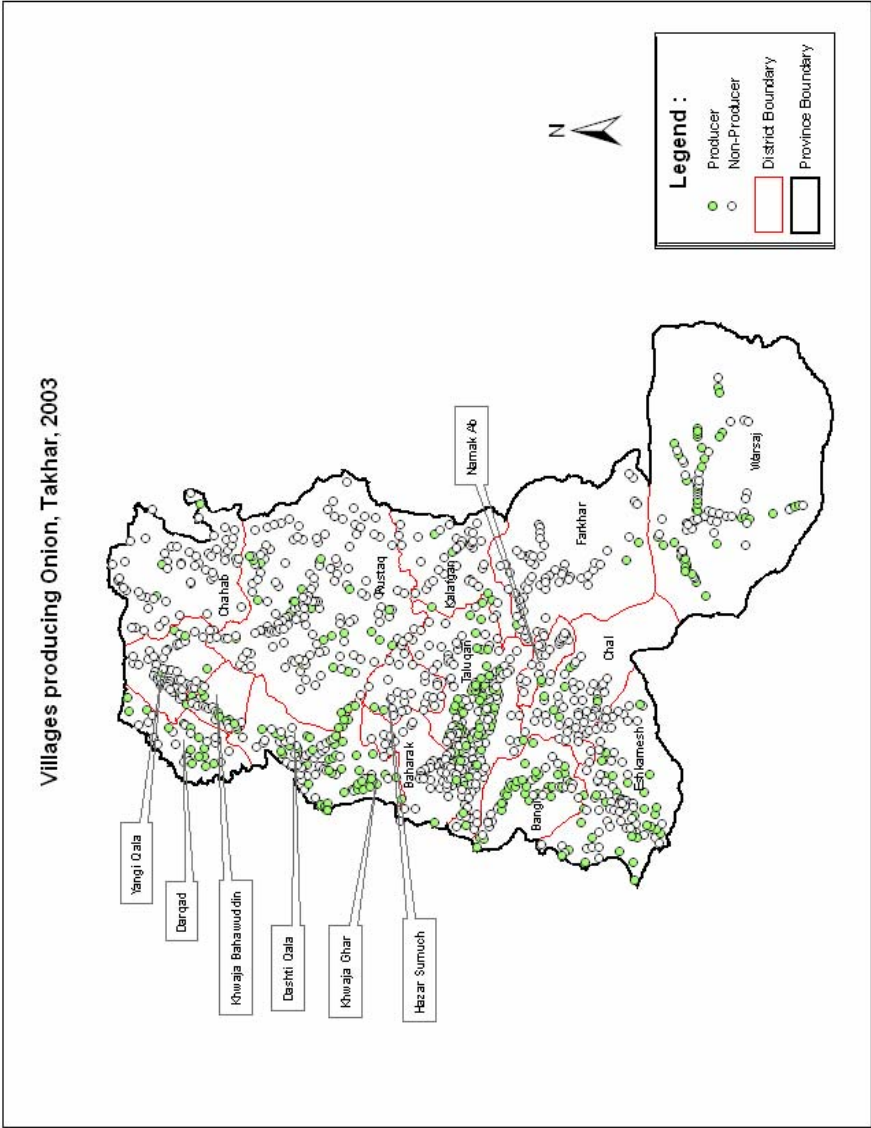 Villages producing Onion, Takhar, 2003
Yangi Qala
Darqad
Khwaja Bahawuddin
Dashti Qala
Khwaja Ghar
Hazar Sumuch
Namak Ab
Chahab
Rustaq
Kalafgan
Taluqan
Baharak
Farkhar
Bangi
Chal
Eshkamesh
Warsaj
N
Legend :
Producer
Non-Producer
District Boundary
Province Boundary